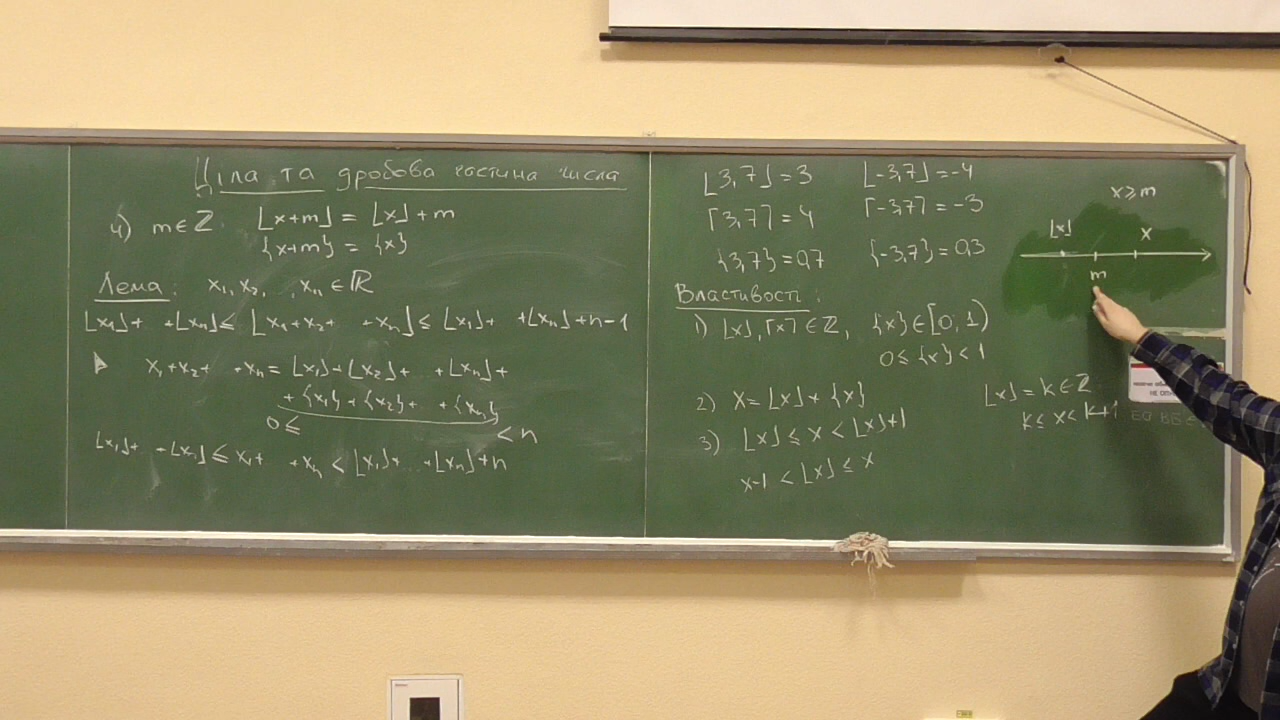 Ціла та дробова частина числа
4) m∈ℤ ⌊x+m⌋ = ⌊x⌋ + m
{x+m} = {x}
Лема: x₁, x₂, , xₙ ∈ ℝ
⌊x₁⌋+ +⌊xₙ⌋ ≤ ⌊x₁+x₂+ +xₙ⌋ ≤ ⌊x₁⌋+ +⌊xₙ⌋+n-1
x₁+x₂+ +xₙ = ⌊x₁⌋+⌊x₂⌋+ +⌊xₙ⌋+
+{x₁}+{x₂}+ +{xₙ}
0≤ <n
⌊x₁⌋+ +⌊xₙ⌋ ≤ x₁+ +xₙ < ⌊x₁⌋+ +⌊xₙ⌋+n
⌊3,7⌋=3 ⌊-3,7⌋=-4
⌈3,7⌉=4 ⌈-3,7⌉=-3
{3,7}=0,7 {-3,7}=0,3
Властивості:
1) ⌊x⌋, ⌈x⌉ ∈ ℤ, {x}∈[0;1)
0≤{x}<1
2) x=⌊x⌋+{x}
3) ⌊x⌋ ≤ x < ⌊x⌋+1
x-1 < ⌊x⌋ ≤ x
x≥m
⌊x⌋ x
m
⌊x⌋=k∈ℤ
k≤x<k+1